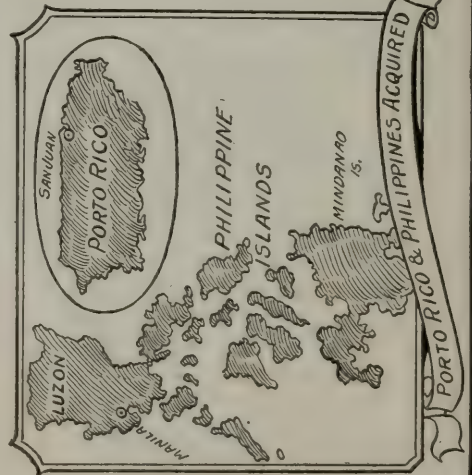 SAN JUAN
PORTO RICO
LUZON
MANILA
PHILIPPINE
ISLANDS
MINDANAO
IS.
PORTO RICO & PHILIPPINES ACQUIRED